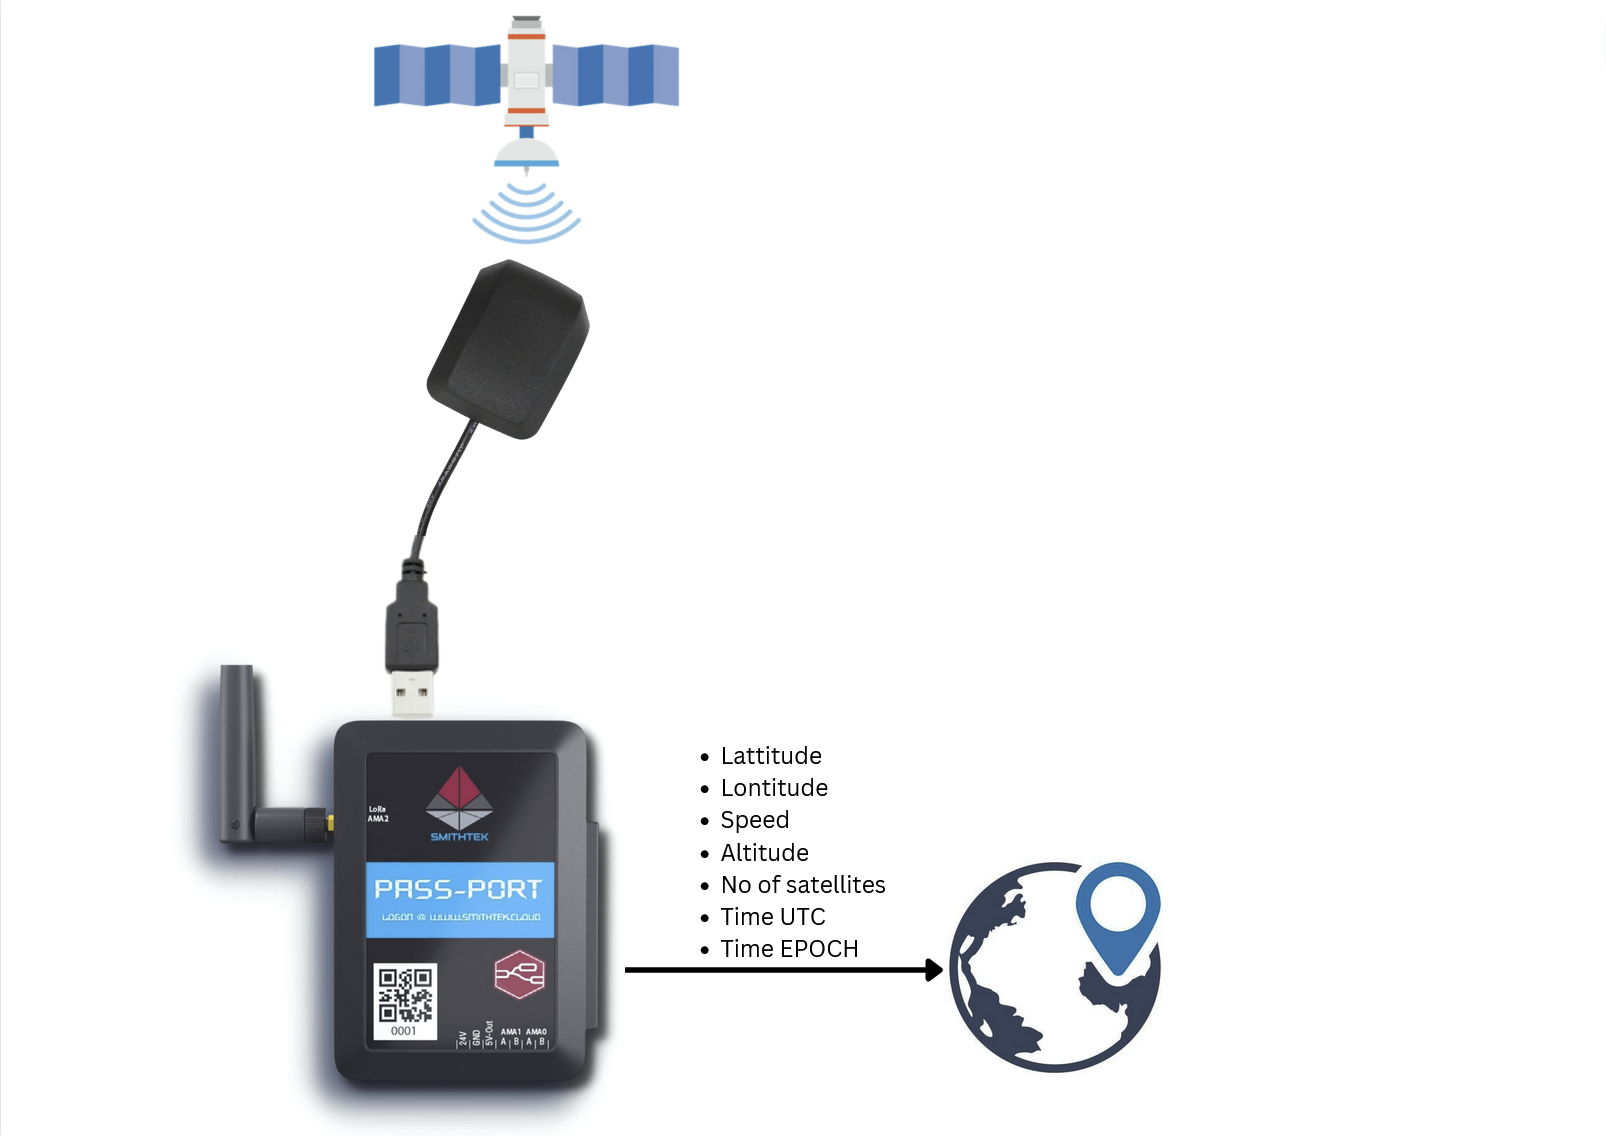 LoRa
AMA2
SMITHTEK
PASS-PORT
LOGON @ WWW.SMITHTEK.CLOUD
0001
24V
GND
5V-Out
AMA1 AMA0
A B A B
• Lattitude
• Lontitude
• Speed
• Altitude
• No of satellites
• Time UTC
• Time EPOCH